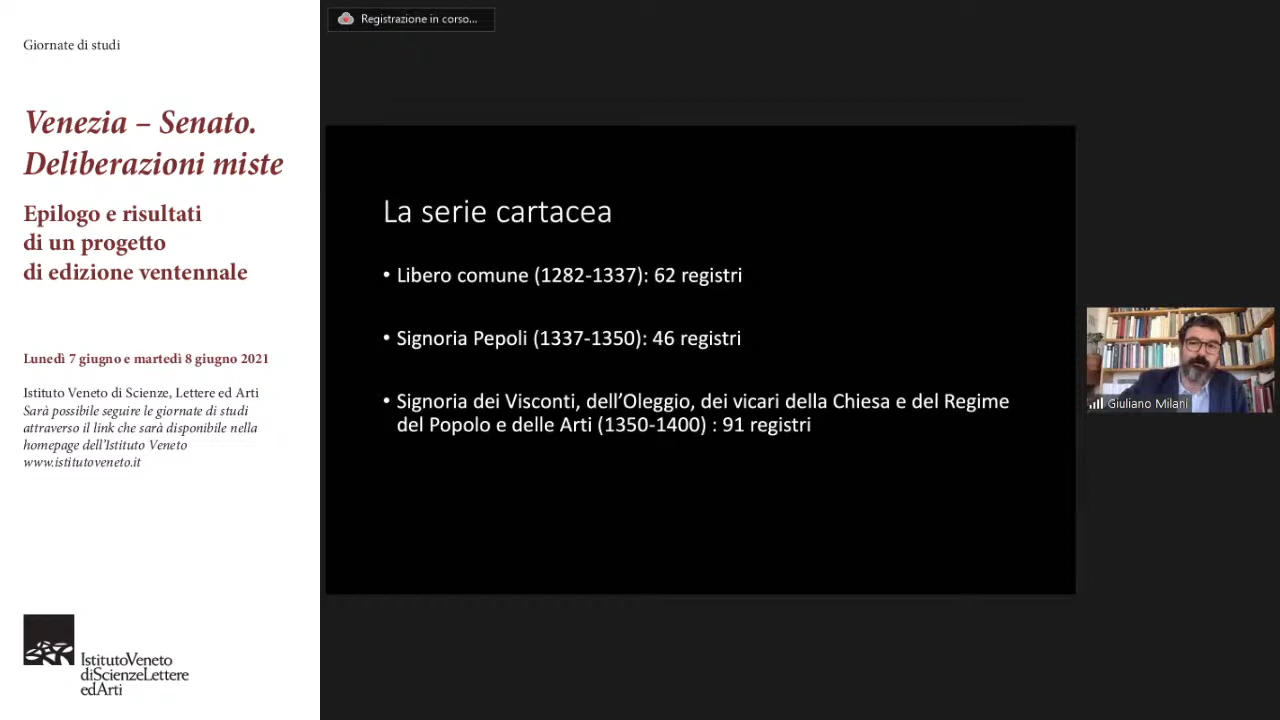 Giornate di studi
Venezia – Senato.
Deliberazioni miste
Epilogo e risultati
di un progetto
di edizione ventennale
Lunedì 7 giugno e martedì 8 giugno 2021
Istituto Veneto di Scienze, Lettere ed Arti
Sarà possibile seguire le giornate di studi
attraverso il link che sarà disponibile nella
homepage dell'Istituto Veneto
www.istitutoveneto.it
IstitutoVeneto
diScienzeLettere
edArti
Registrazione in corso...
La serie cartacea
• Libero comune (1282-1337): 62 registri
• Signoria Pepoli (1337-1350): 46 registri
• Signoria dei Visconti, dell'Oleggio, dei vicari della Chiesa e del Regime
del Popolo e delle Arti (1350-1400) : 91 registri
Giuliano Milani